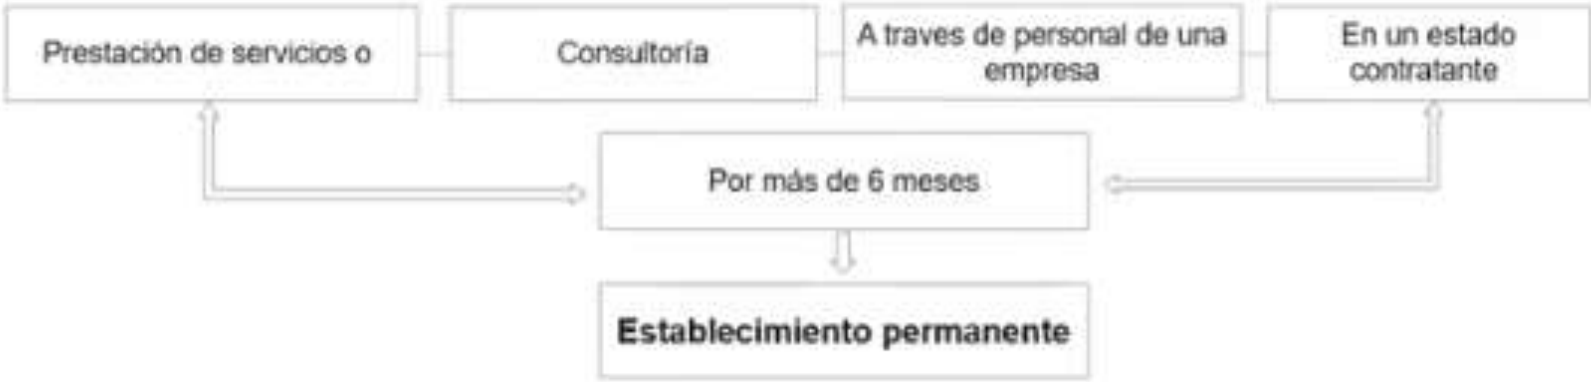 Prestación de servicios o
Consultoría
A traves de personal de una
empresa
En un estado
contratante
Por más de 6 meses
Establecimiento permanente